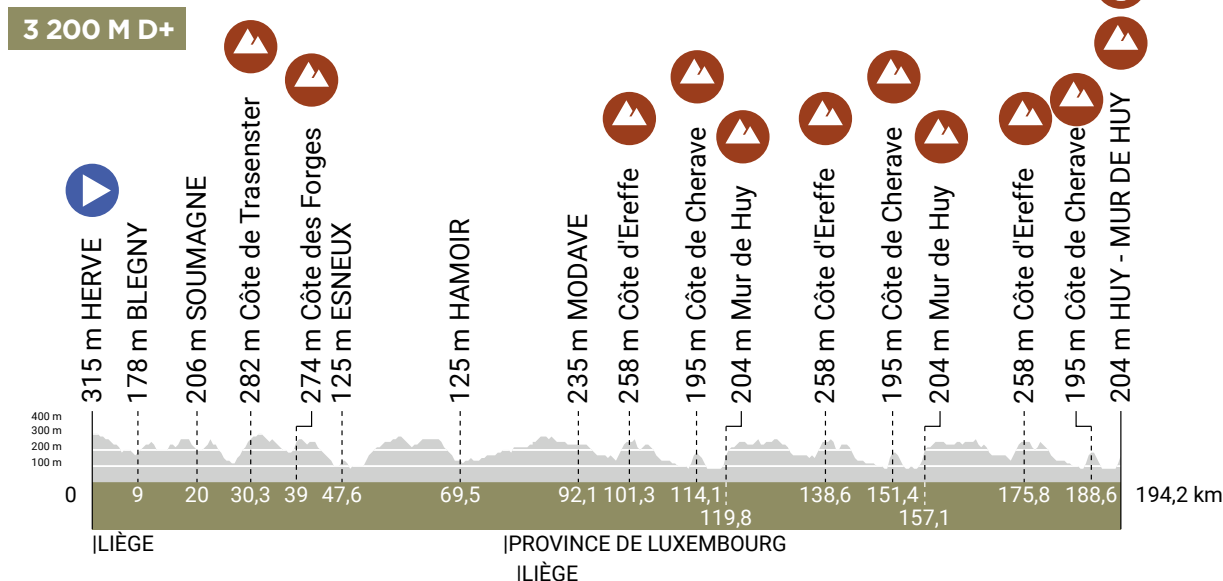 3 200 M D+
315 m HERVE
178 m BLEGNY
206 m SOUMAGNE
282 m Côte de Trasenster
274 m Côte des Forges
125 m ESNEUX
125 m HAMOIR
235 m MODAVE
258 m Côte d'Ereffe
195 m Côte de Cherave
204 m Mur de Huy
258 m Côte d'Ereffe
195 m Côte de Cherave
204 m Mur de Huy
258 m Côte d'Ereffe
195 m Côte de Cherave
204 m HUY - MUR DE HUY
400 m
300 m
200 m
100 m
0 9 20 30,3 39 47,6 69,5 92,1 101,3 114,1 138,6 151,4 175,8 188,6 194,2 km
119,8 157,1
|LIÈGE |PROVINCE DE LUXEMBOURG
|LIÈGE